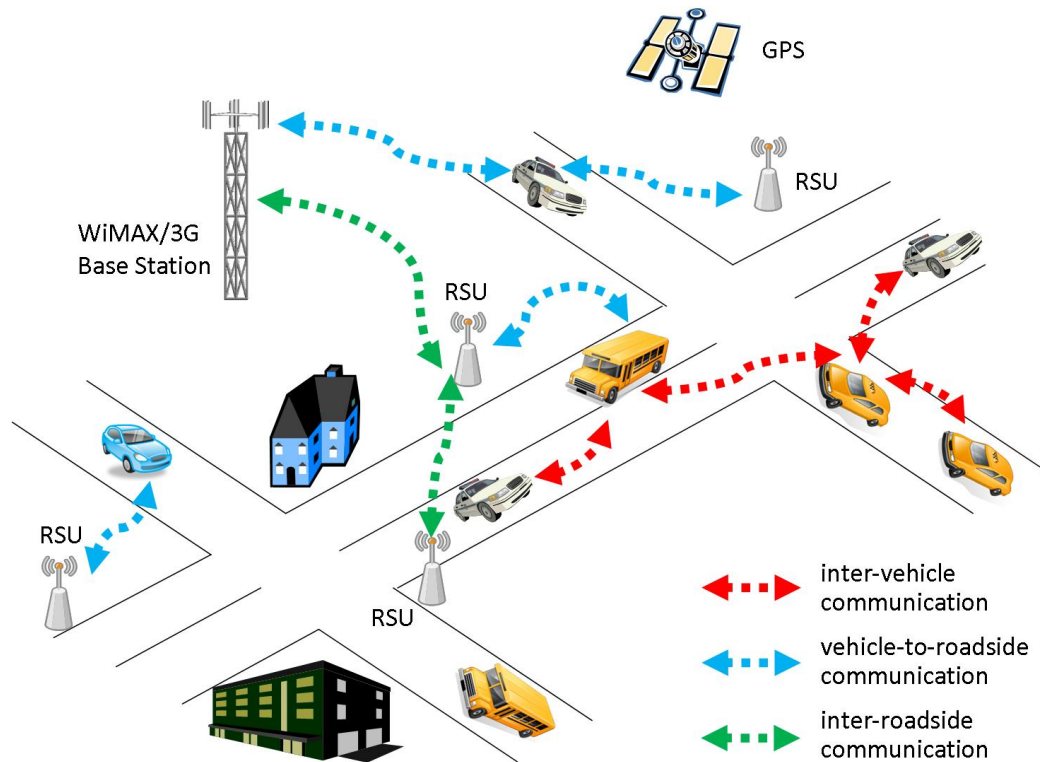 GPS
RSU
WiMAX/3G
Base Station
RSU
RSU
RSU
inter-vehicle
communication
vehicle-to-roadside
communication
inter-roadside
communication